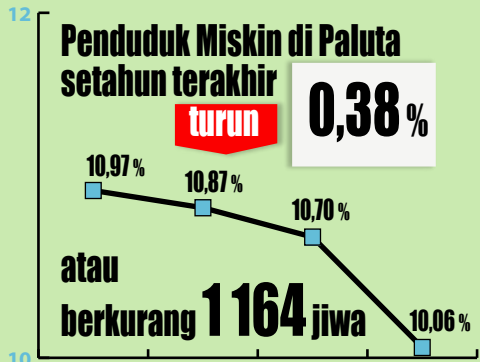 12
Penduduk Miskin di Paluta
setahun terakhir
turun
0,38 %
10,97 %
10,87 %
10,70 %
atau
berkurang 1 164 jiwa
10,06 %
10